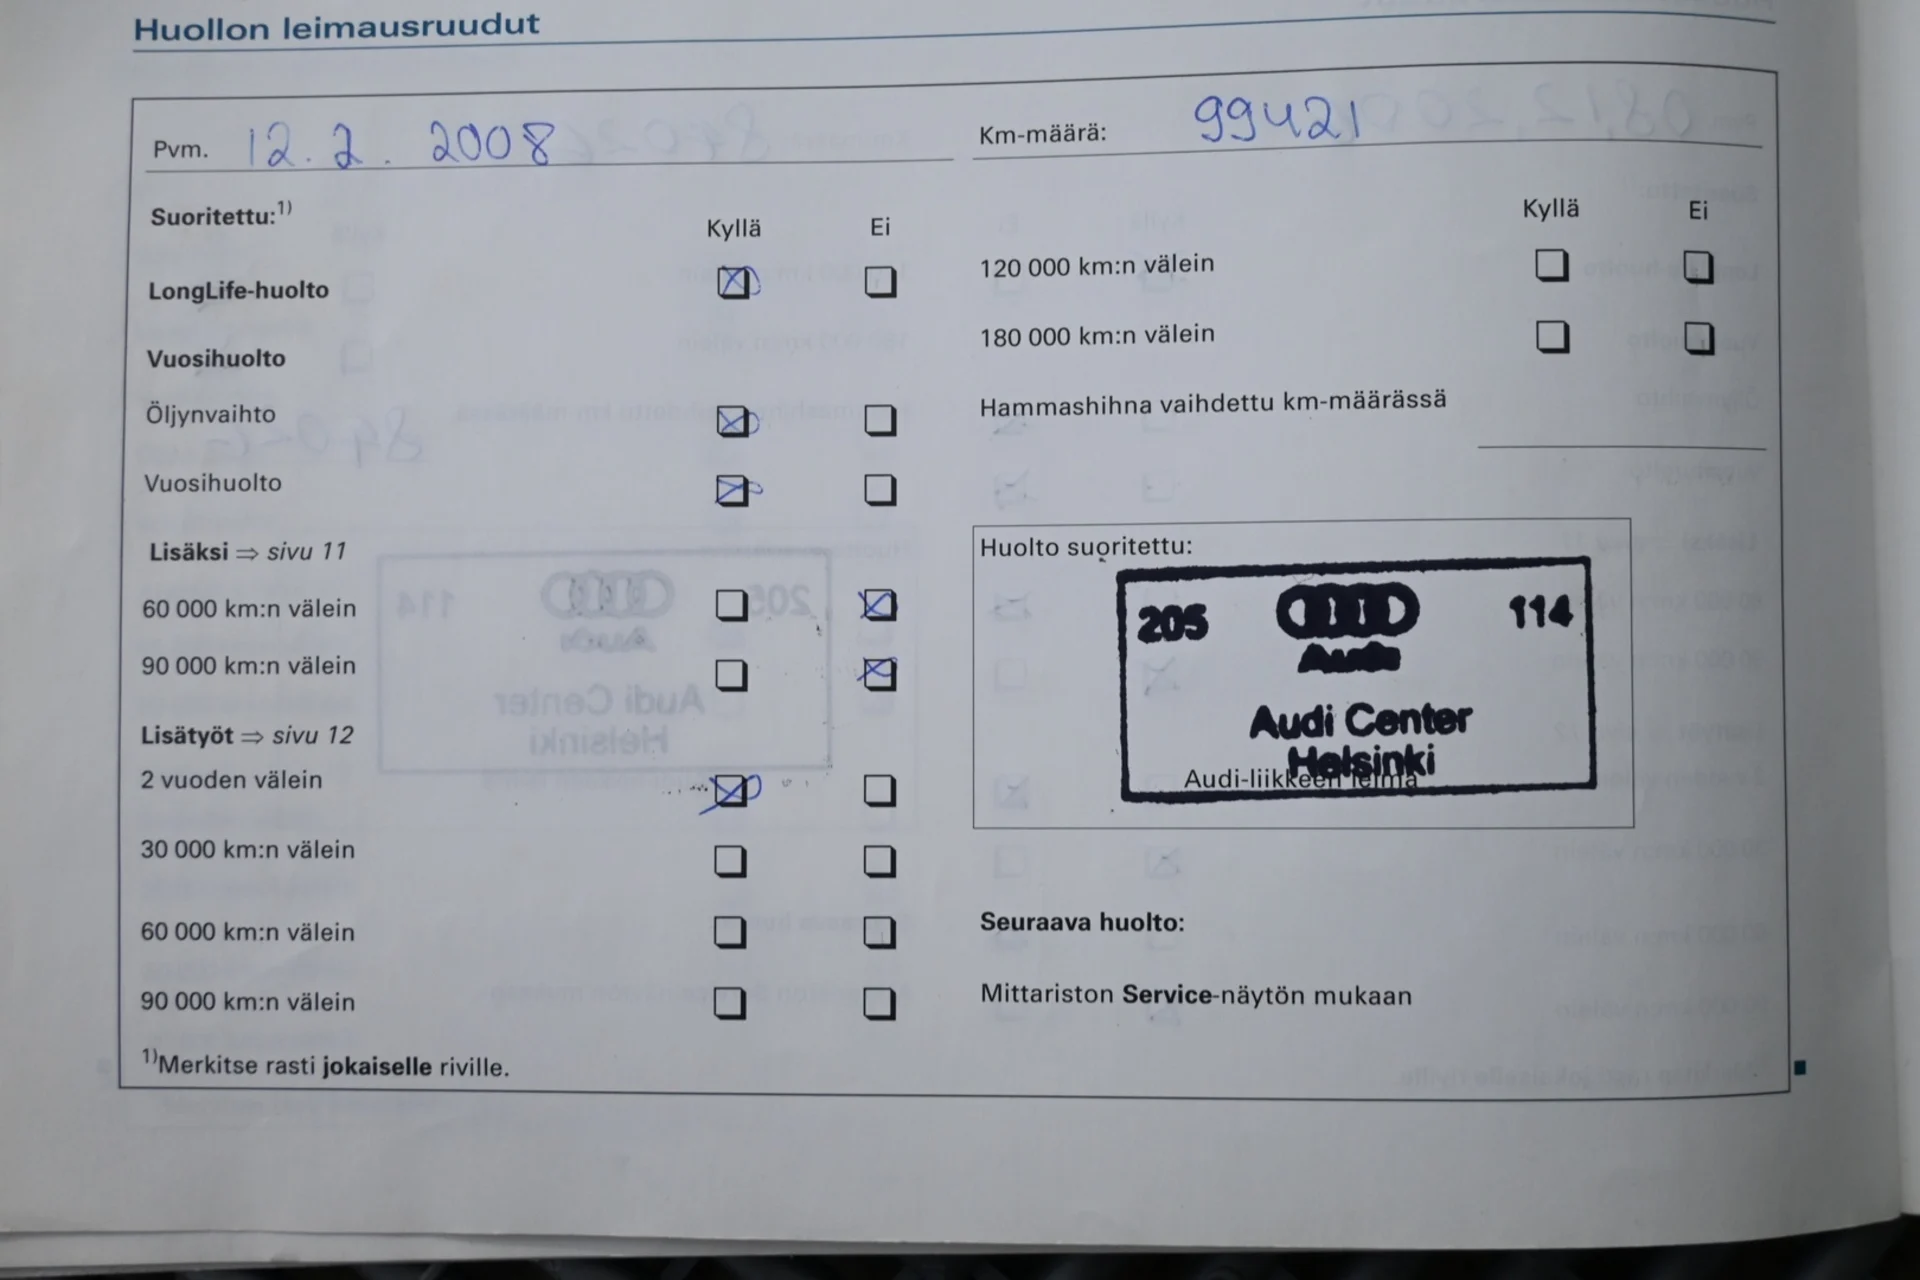 Huollon leimausruudut
Pvm. 12.2.2008
Km-määrä: 99421
Suoritettu:1)
Kyllä Ei
LongLife-huolto
Vuosihuolto
Öljynvaihto
Vuosihuolto
Lisäksi ⇒ sivu 11
60 000 km:n välein
90 000 km:n välein
Lisätyöt ⇒ sivu 12
2 vuoden välein
30 000 km:n välein
60 000 km:n välein
90 000 km:n välein
1)Merkitse rasti jokaiselle riville.
Kyllä Ei
120 000 km:n välein
180 000 km:n välein
Hammashihna vaihdettu km-määrässä
Huolto suoritettu:
205 114
Audi
Audi Center
Helsinki
Audi-liikkeen leima
Seuraava huolto:
Mittariston Service-näytön mukaan